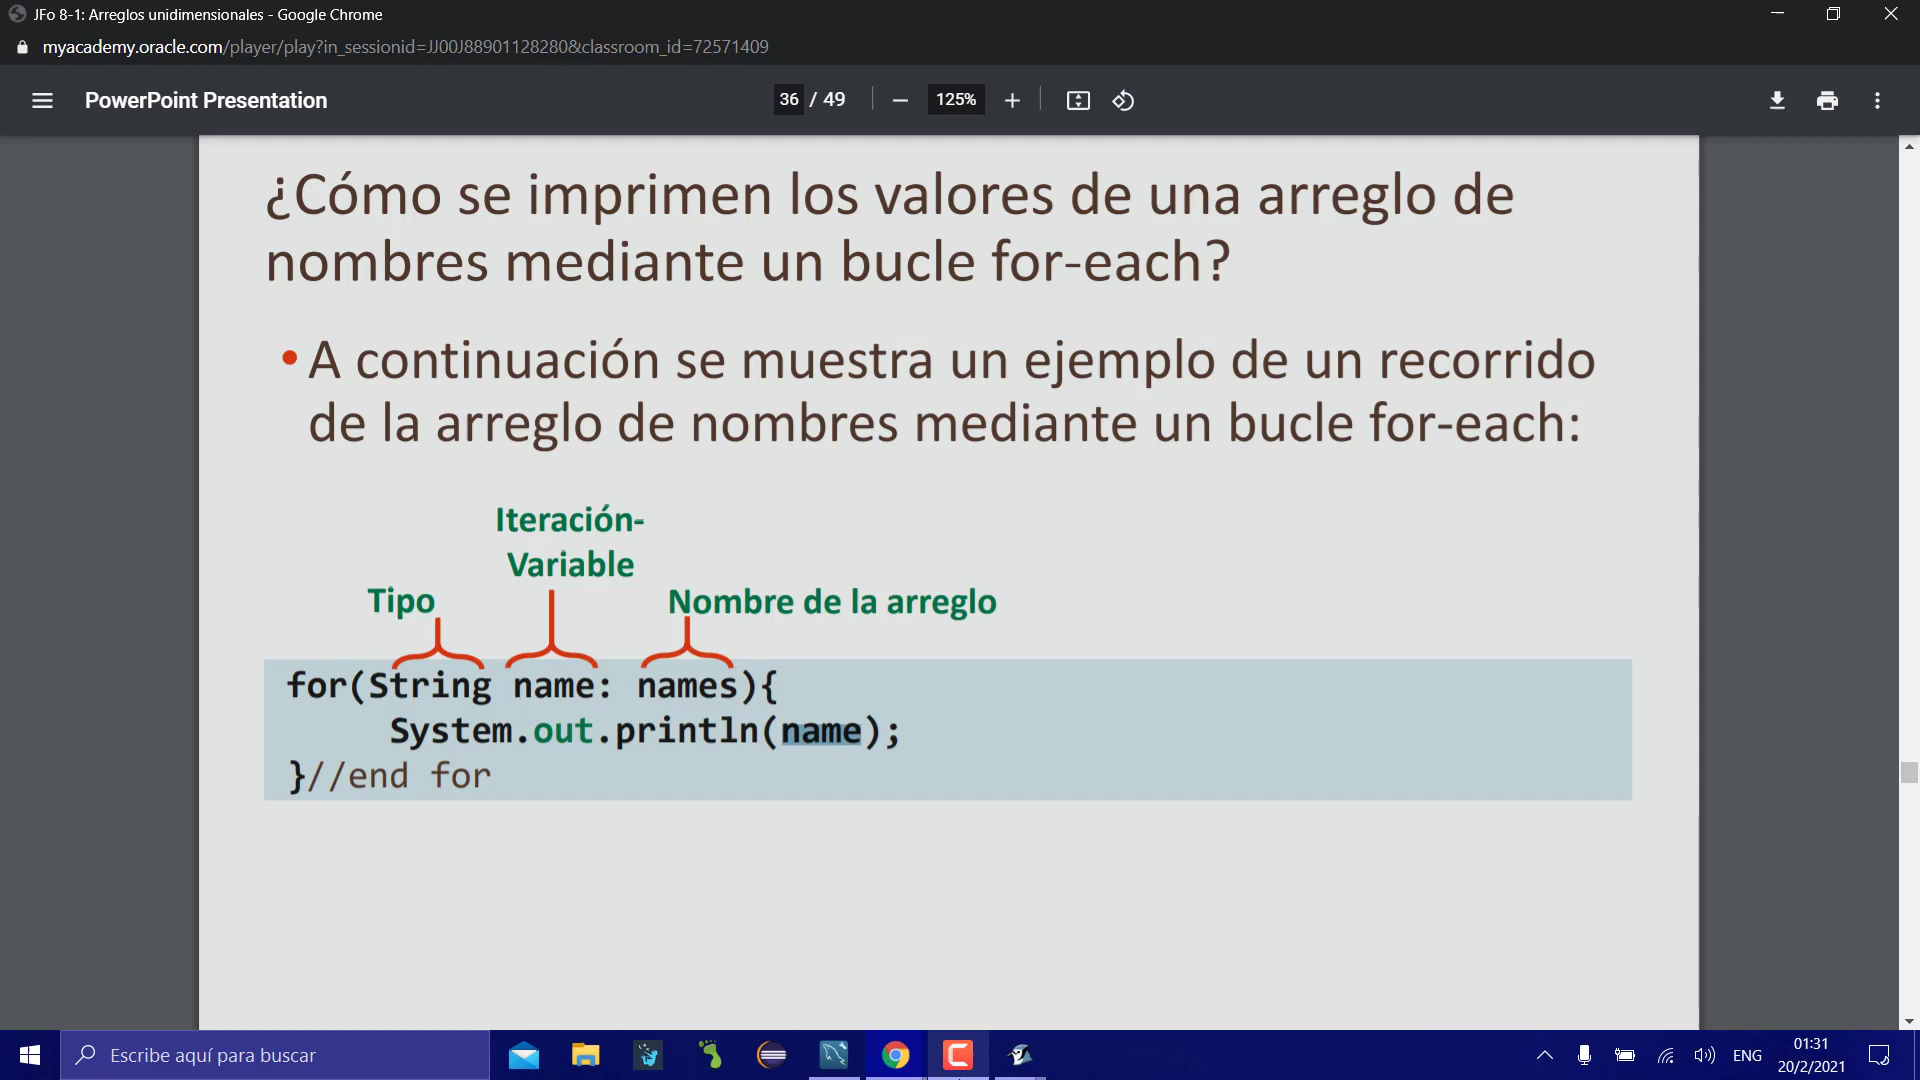 JFo 8-1: Arreglos unidimensionales - Google Chrome
myacademy.oracle.com/player/play?in_sessionid=JJ00J88901128280&classroom_id=72571409
PowerPoint Presentation
36 / 49
125%
¿Cómo se imprimen los valores de una arreglo de
nombres mediante un bucle for-each?
• A continuación se muestra un ejemplo de un recorrido
de la arreglo de nombres mediante un bucle for-each:
Iteración-
Variable
Tipo
Nombre de la arreglo
for(String name: names){
System.out.println(name);
}//end for
Escribe aquí para buscar
ENG
01:31
20/2/2021